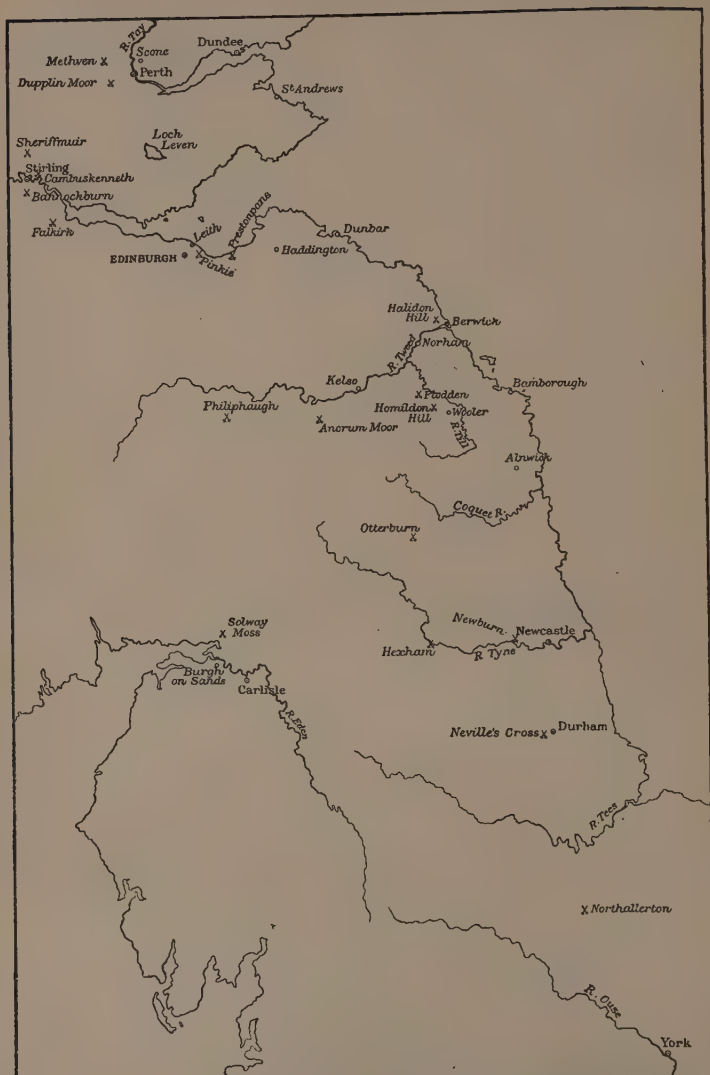 R. Tay
Dundee
Scone
Methven
Perth
Dupplin Moor
St Andrews
Sheriffmuir
Loch
Leven
Stirling
Cambuskenneth
Bannockburn
Falkirk
Leith
Prestonpans
Dunbar
EDINBURGH
Pinkie
Haddington
Halidon
Hill
Berwick
R. Tweed
Norham
Kelso
Bamborough
Flodden
Philiphaugh
Homildon
Hill
Wooler
Ancrum Moor
R. Till
Alnwick
Coquet R.
Otterburn
Solway
Moss
Newburn
Newcastle
Hexham
R Tyne
Burgh
on Sands
Carlisle
R. Eden
Neville's Cross
Durham
R. Tees
Northallerton
R. Ouse
York